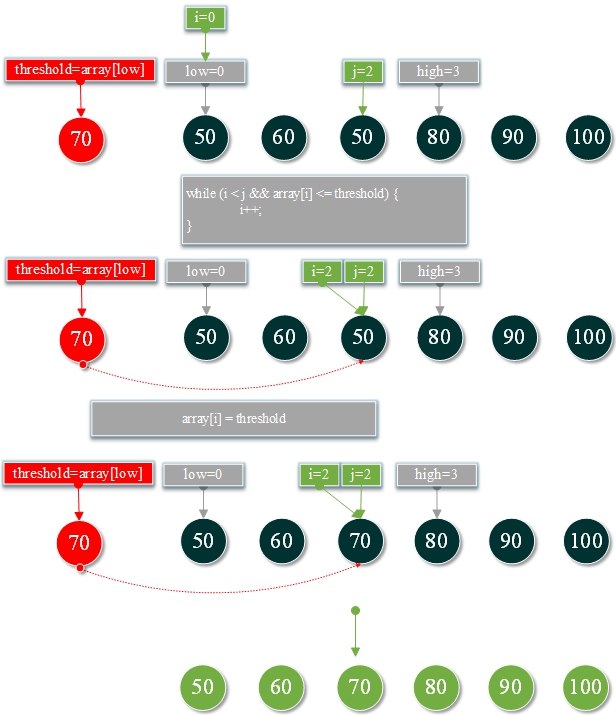 i=0
threshold=array[low] low=0 j=2 high=3
70 50 60 50 80 90 100
while (i < j && array[i] <= threshold) {
i++;
}
threshold=array[low] low=0 i=2 j=2 high=3
70 50 60 50 80 90 100
array[i] = threshold
threshold=array[low] low=0 i=2 j=2 high=3
70 50 60 70 80 90 100
50 60 70 80 90 100